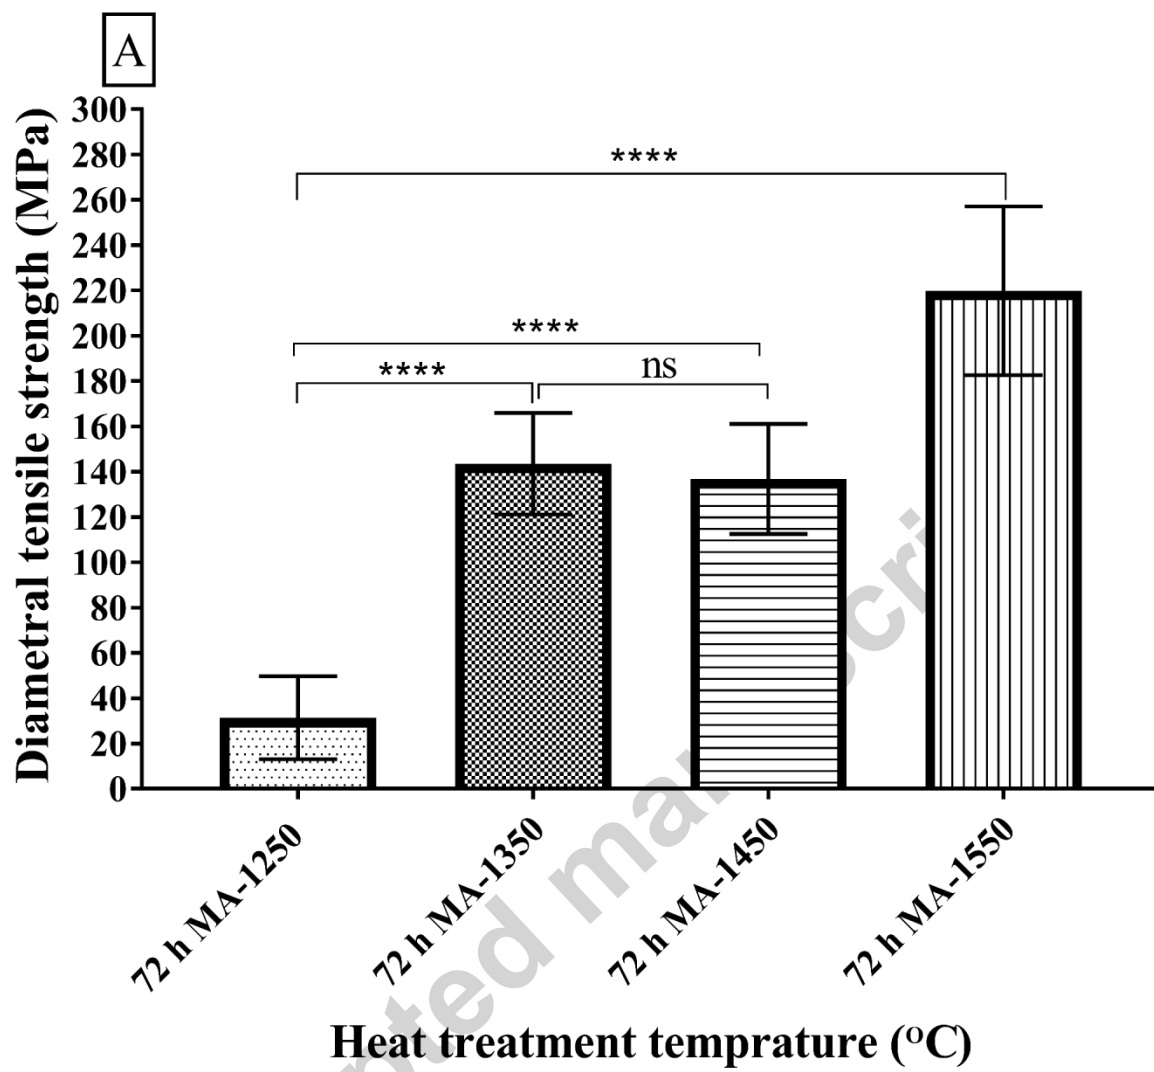 A
Diametral tensile strength (MPa)
300
280
260
240
220
200
180
160
140
120
100
80
60
40
20
0
****
****
****
ns
72 h MA-1250
72 h MA-1350
72 h MA-1450
72 h MA-1550
Heat treatment temprature (°C)